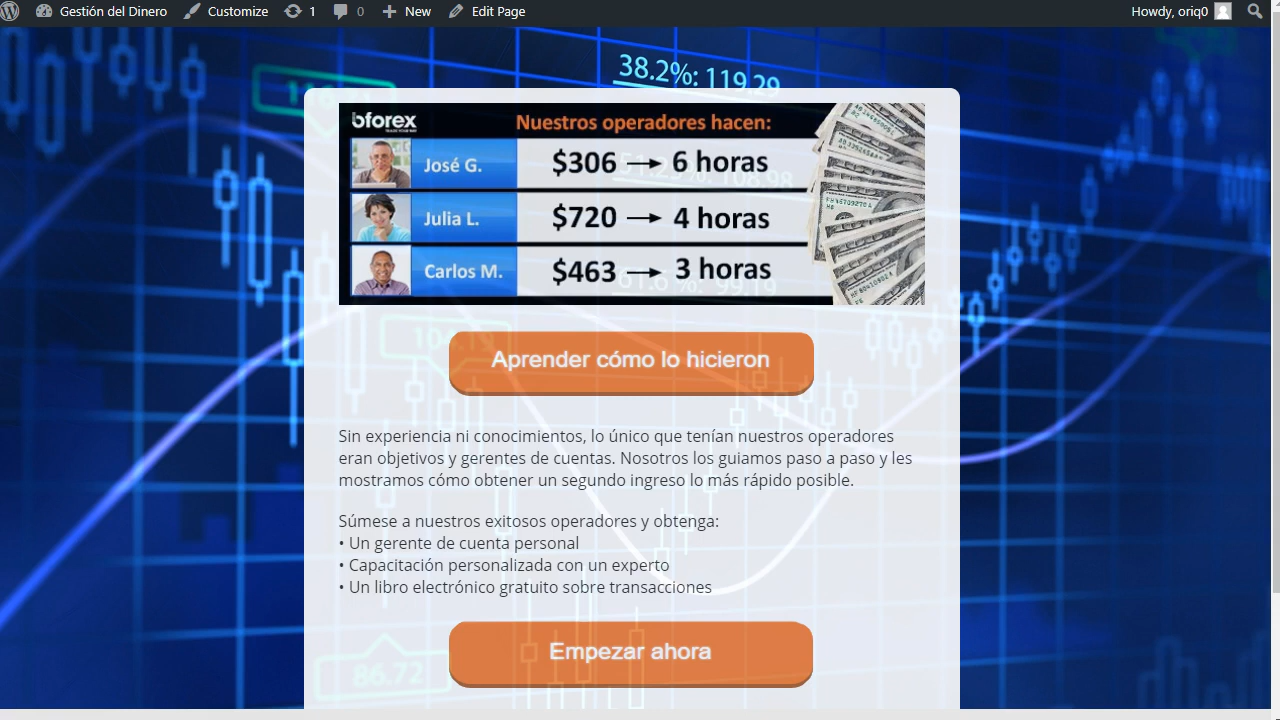 Gestión del Dinero Customize 1 0 New Edit Page Howdy, oriq0
38.2%: 119.29
bforex
Nuestros operadores hacen:
José G. $306 → 6 horas
Julia L. $720 → 4 horas
Carlos M. $463 → 3 horas
61.6 %: 99.19
Aprender cómo lo hicieron
Sin experiencia ni conocimientos, lo único que tenían nuestros operadores
eran objetivos y gerentes de cuentas. Nosotros los guiamos paso a paso y les
mostramos cómo obtener un segundo ingreso lo más rápido posible.
Súmese a nuestros exitosos operadores y obtenga:
• Un gerente de cuenta personal
• Capacitación personalizada con un experto
• Un libro electrónico gratuito sobre transacciones
Empezar ahora
86.72